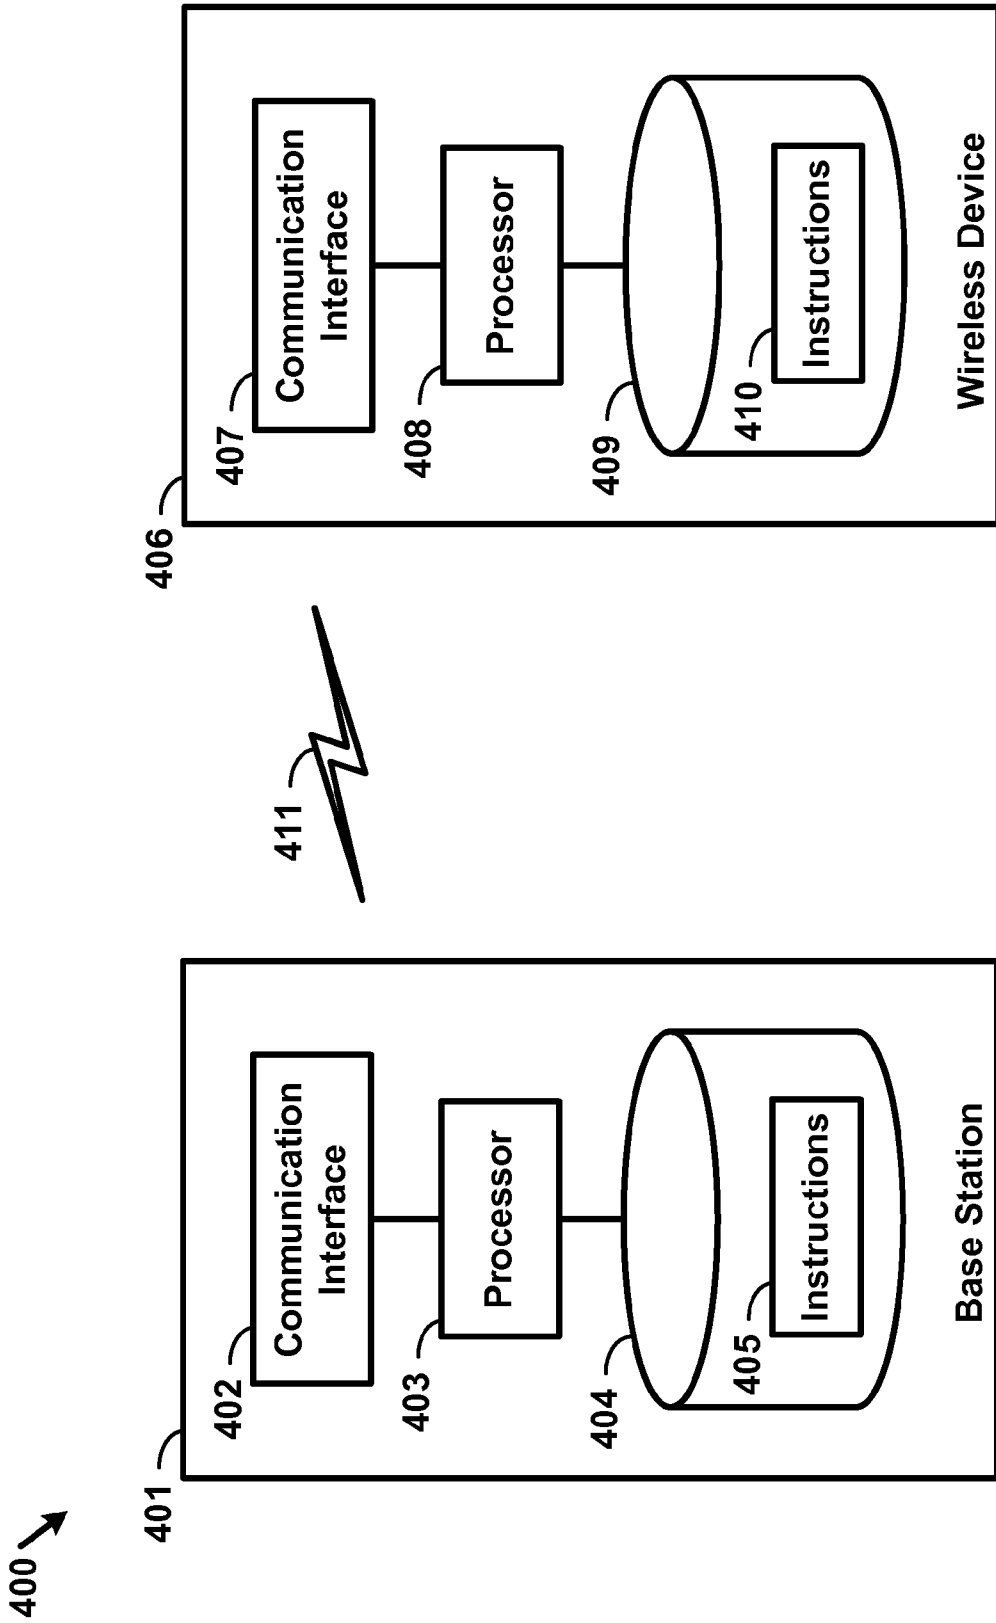 400
401
402
Communication
Interface
403
Processor
404
405
Instructions
Base Station
411
406
407
Communication
Interface
408
Processor
409
410
Instructions
Wireless Device